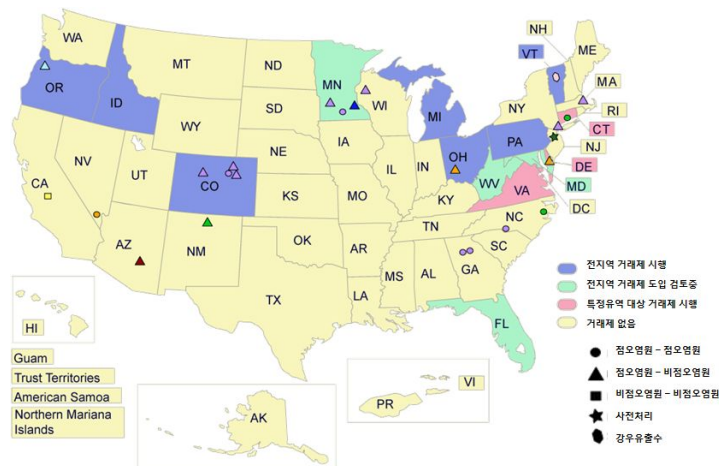 WA
OR
ID
MT
ND
SD
WY
NV
UT
CO
CA
AZ
NM
NE
KS
OK
TX
MN
IA
MO
AR
LA
WI
IL
IN
MI
OH
KY
TN
MS
AL
GA
FL
SC
NC
VA
WV
PA
NY
NH
VT
ME
MA
RI
CT
NJ
DE
MD
DC
HI
Guam
Trust Territories
American Samoa
Northern Mariana
Islands
AK
PR
VI
전지역 거래제 시행
전지역 거래제 도입 검토중
특정유역 대상 거래제 시행
거래제 없음
점오염원 – 점오염원
점오염원 – 비점오염원
비점오염원 – 비점오염원
사전처리
강우유출수